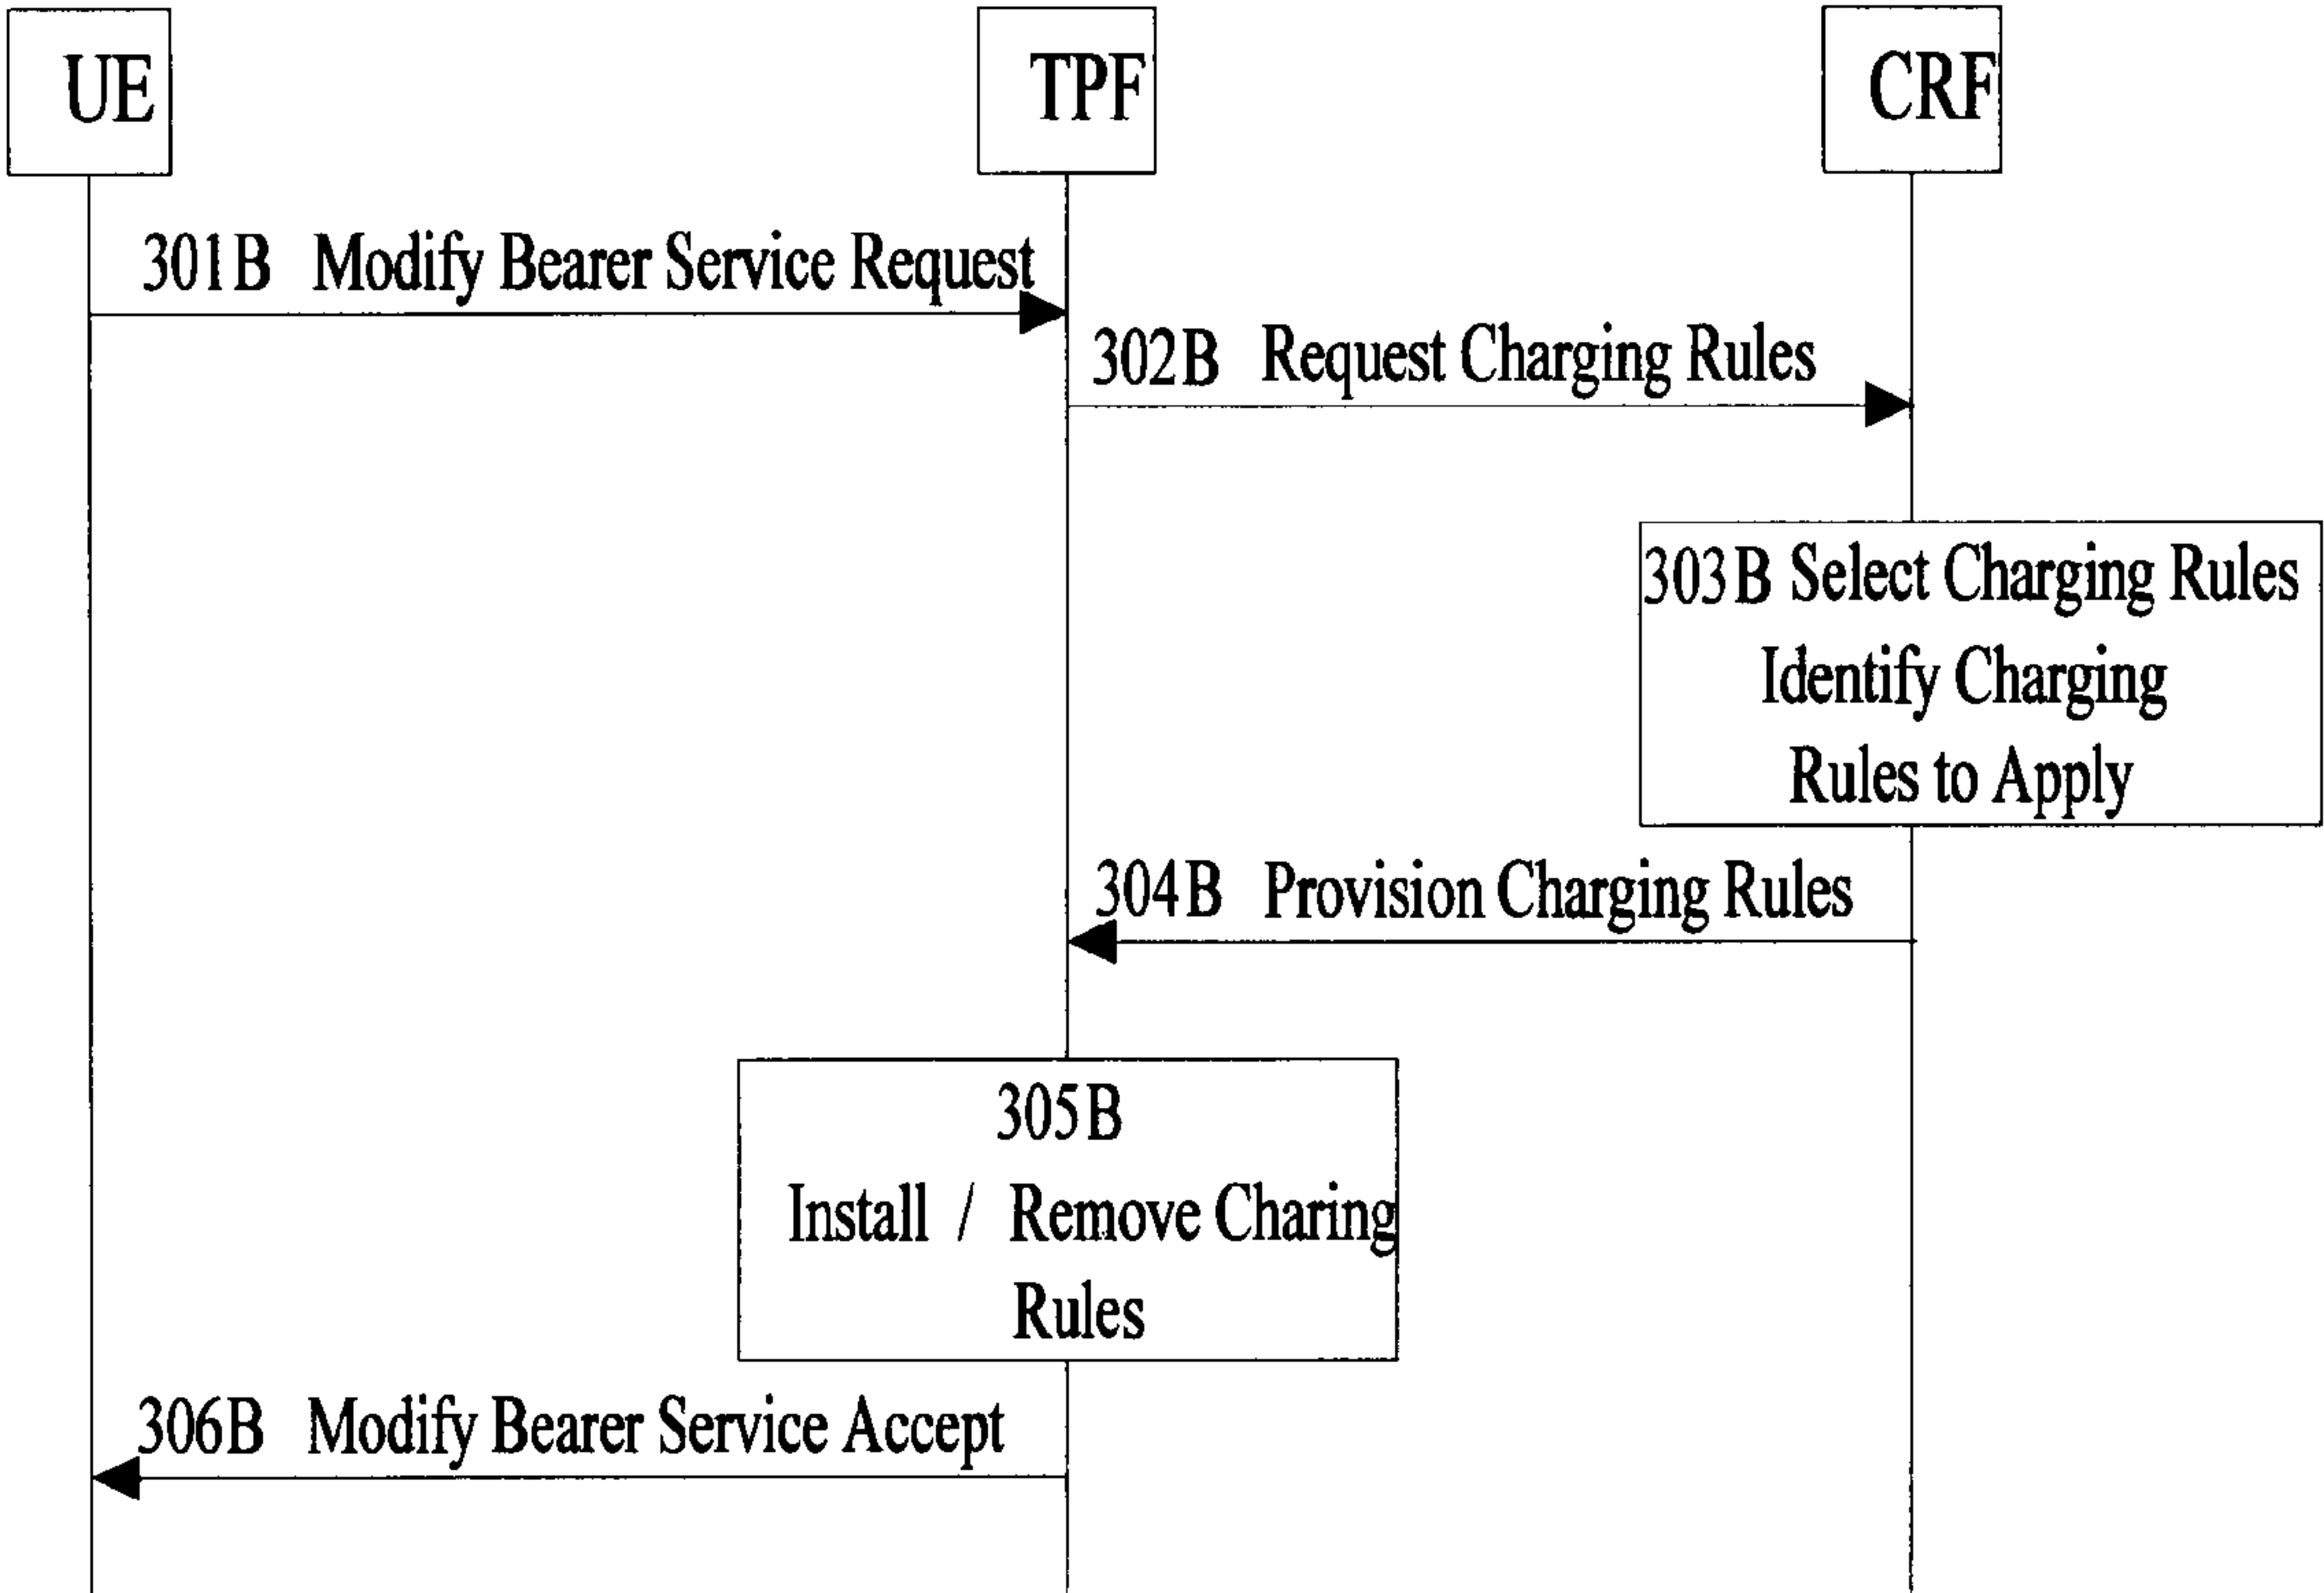 UE
TPF
CRF
301B Modify Bearer Service Request
302B Request Charging Rules
303B Select Charging Rules
Identify Charging
Rules to Apply
304B Provision Charging Rules
305B
Install / Remove Charing
Rules
306B Modify Bearer Service Accept